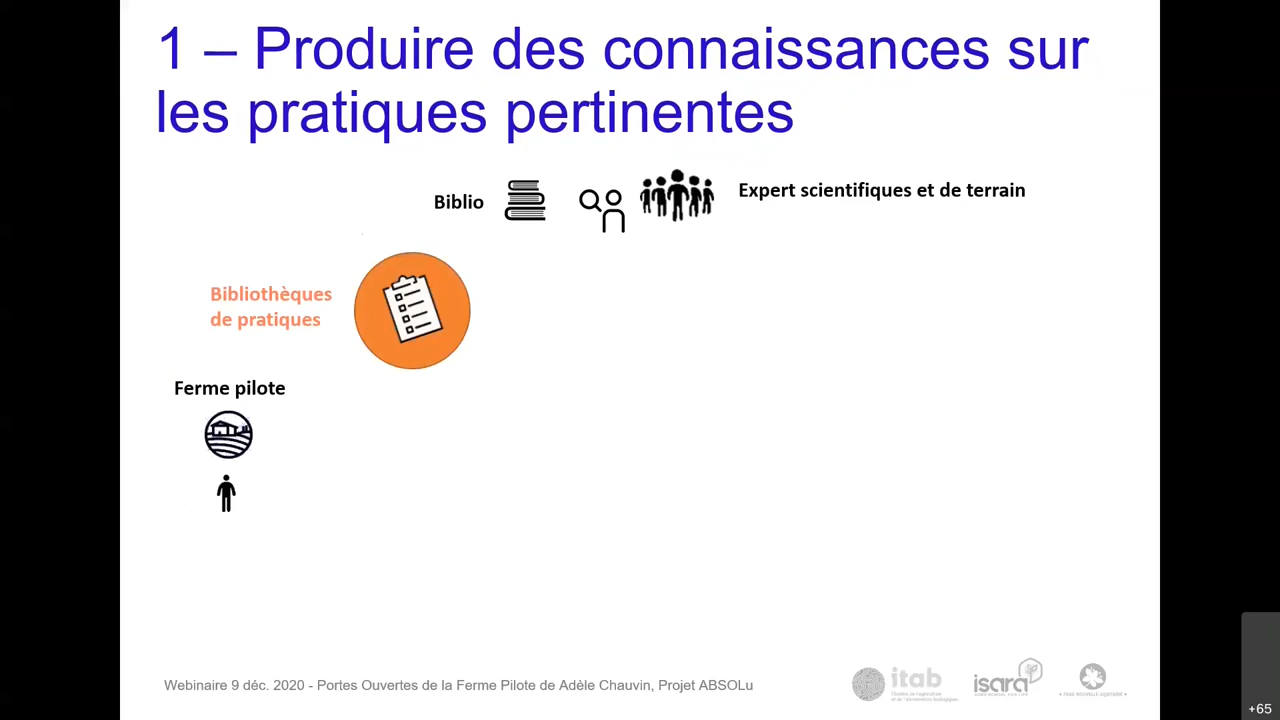 1 – Produire des connaissances sur
les pratiques pertinentes
Biblio
Expert scientifiques et de terrain
Bibliothèques
de pratiques
Ferme pilote
Webinaire 9 déc. 2020 - Portes Ouvertes de la Ferme Pilote de Adèle Chauvin, Projet ABSOLu
itab
isara
+65